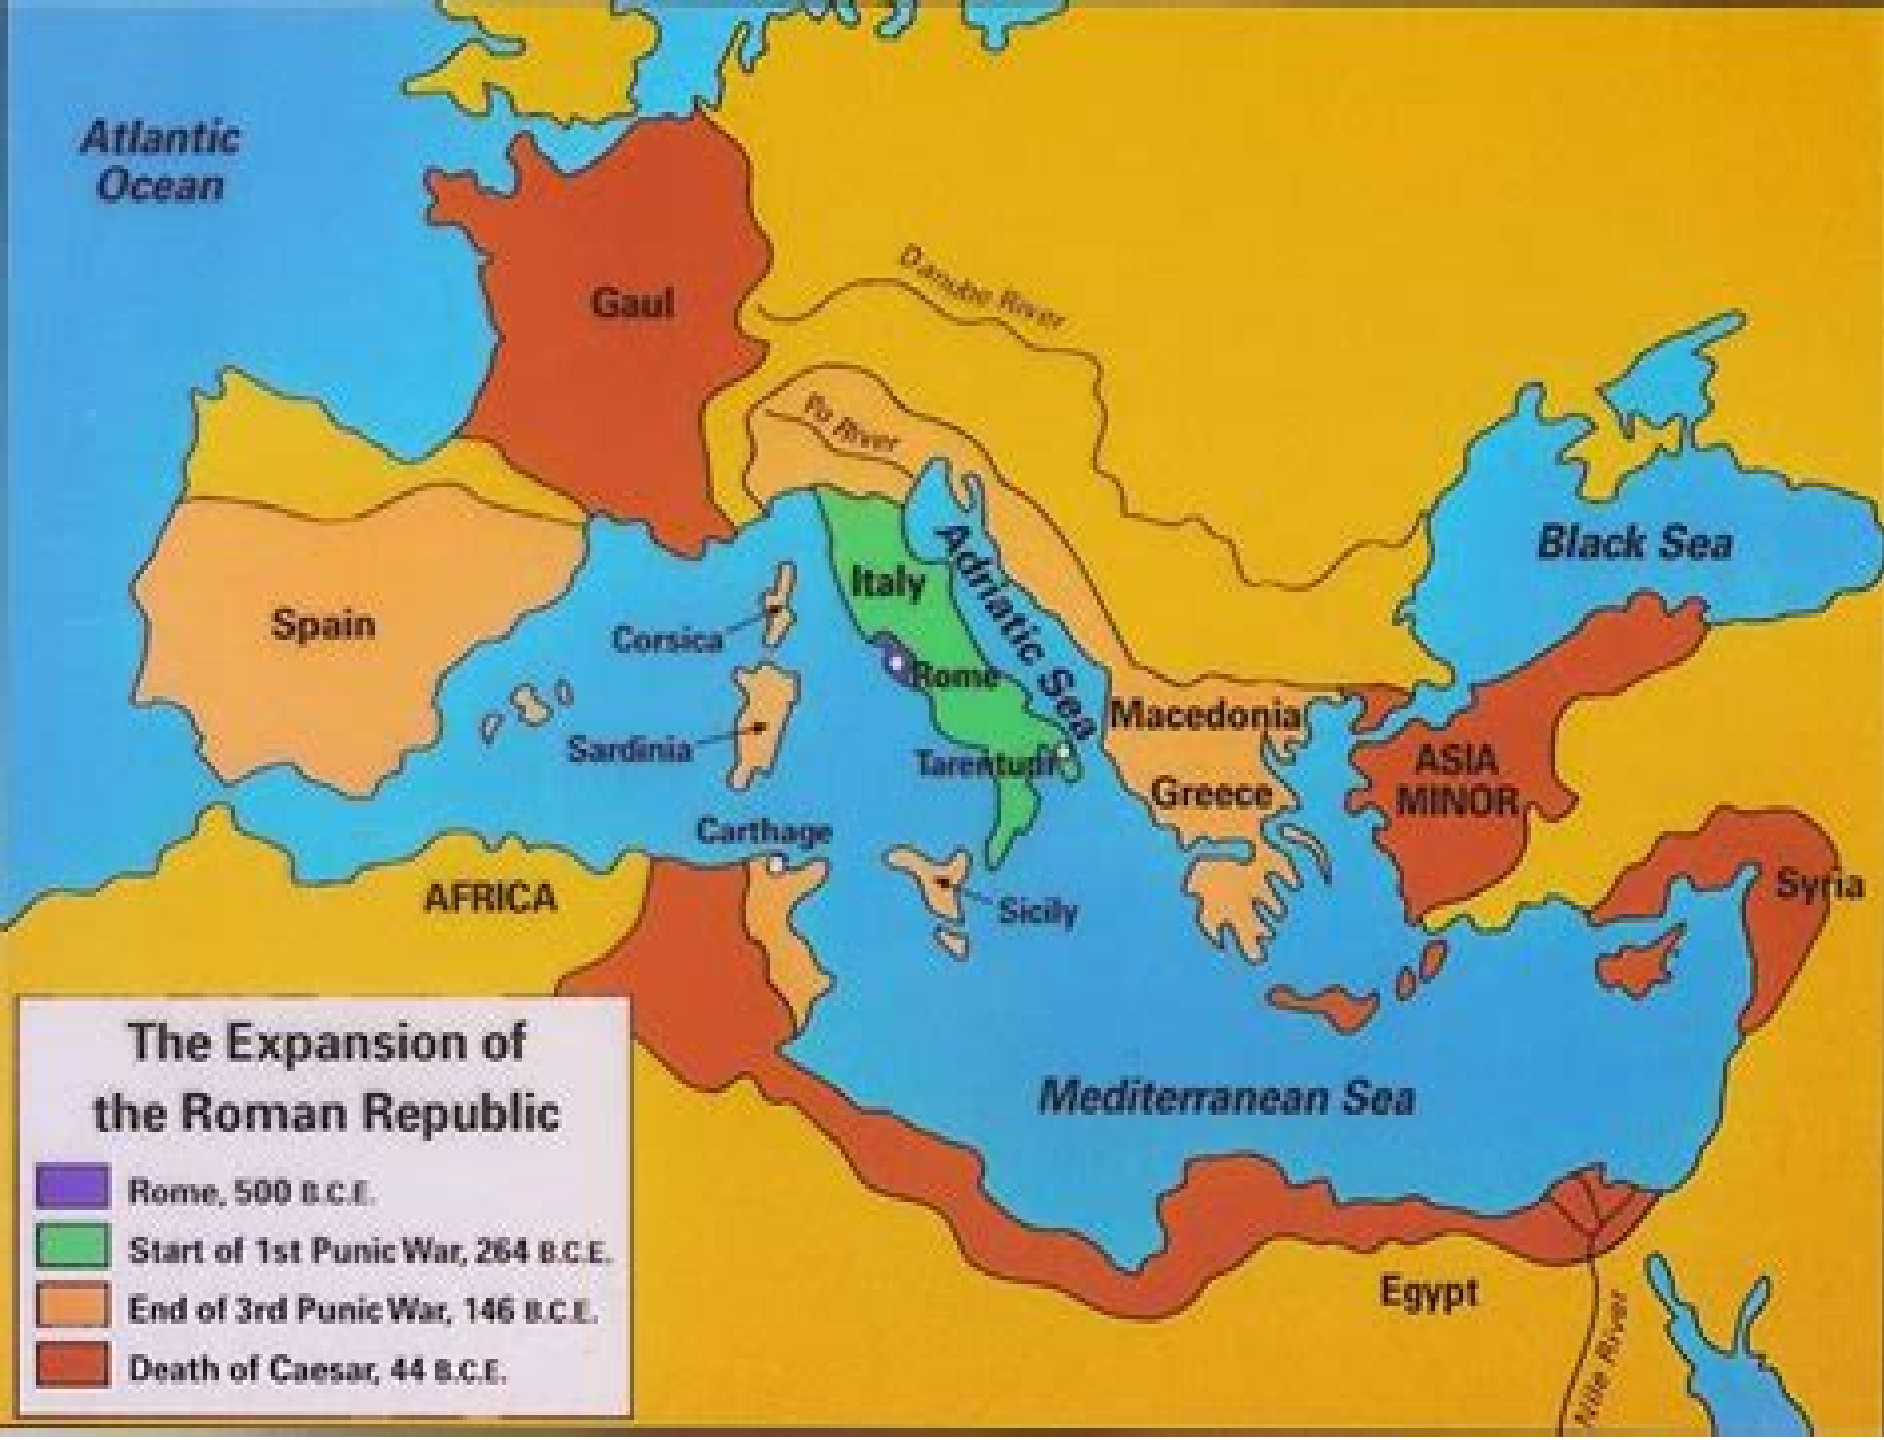 Atlantic
Ocean
Gaul
Danube River
Po River
Black Sea
Adriatic Sea
Italy
Spain
Corsica
Rome
Macedonia
Sardinia
ASIA
MINOR
Greece
Carthage
AFRICA
Syria
Sicily
Mediterranean Sea
Egypt
Nile River
The Expansion of
the Roman Republic
Rome, 500 B.C.E.
Start of 1st Punic War, 264 B.C.E.
End of 3rd Punic War, 146 B.C.E.
Death of Caesar, 44 B.C.E.